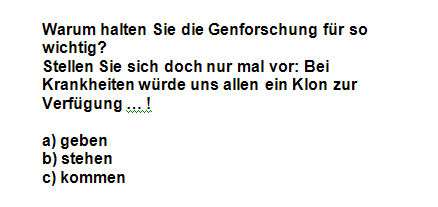 Warum halten Sie die Genforschung für so
wichtig?
Stellen Sie sich doch nur mal vor: Bei
Krankheiten würde uns allen ein Klon zur
Verfügung ... !
a) geben
b) stehen
c) kommen